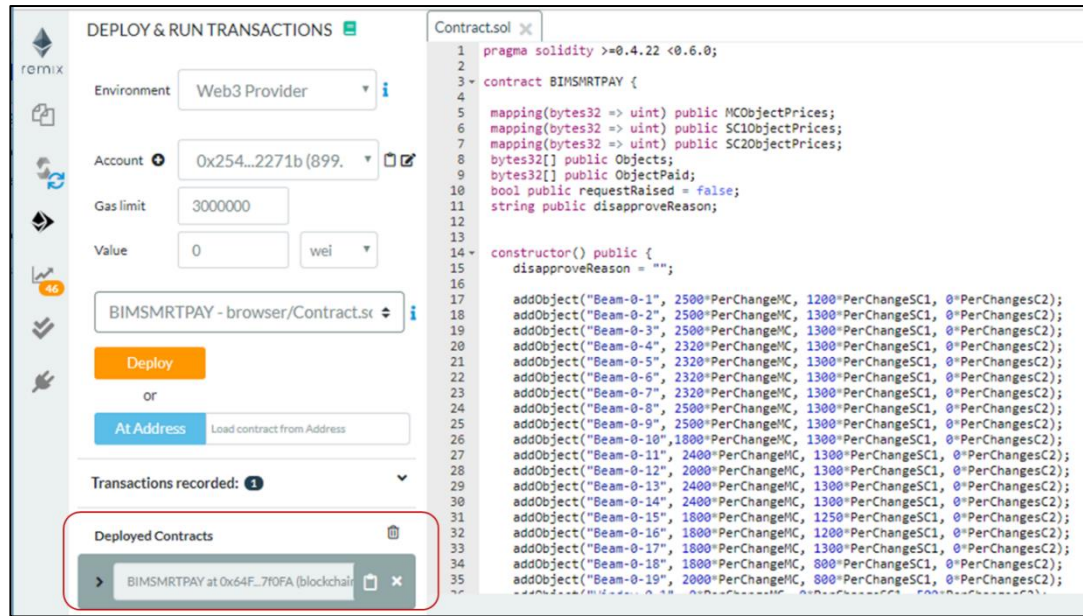 remix
46
DEPLOY & RUN TRANSACTIONS
Environment Web3 Provider
Account 0x254...2271b (899.
Gas limit 3000000
Value 0 wei
BIMSMRTPAY - browser/Contract.sc
Deploy
or
At Address Load contract from Address
Transactions recorded: 1
Deployed Contracts
BIMSMRTPAY at 0x64F...7f0FA (blockchain
Contract.sol
1 pragma solidity >=0.4.22 <0.6.0;
2
3 contract BIMSMRTPAY {
4
5 mapping(bytes32 => uint) public MCObjectPrices;
6 mapping(bytes32 => uint) public SC1ObjectPrices;
7 mapping(bytes32 => uint) public SC2ObjectPrices;
8 bytes32[] public Objects;
9 bytes32[] public ObjectPaid;
10 bool public requestRaised = false;
11 string public disapproveReason;
12
13
14 constructor() public {
15 disapproveReason = "";
16
17 addObject("Beam-0-1", 2500*PerChangeMC, 1200*PerChangeSC1, 0*PerChangesC2);
18 addObject("Beam-0-2", 2500*PerChangeMC, 1300*PerChangeSC1, 0*PerChangesC2);
19 addObject("Beam-0-3", 2500*PerChangeMC, 1300*PerChangeSC1, 0*PerChangesC2);
20 addObject("Beam-0-4", 2320*PerChangeMC, 1300*PerChangeSC1, 0*PerChangesC2);
21 addObject("Beam-0-5", 2320*PerChangeMC, 1300*PerChangeSC1, 0*PerChangesC2);
22 addObject("Beam-0-6", 2320*PerChangeMC, 1300*PerChangeSC1, 0*PerChangesC2);
23 addObject("Beam-0-7", 2320*PerChangeMC, 1300*PerChangeSC1, 0*PerChangesC2);
24 addObject("Beam-0-8", 2500*PerChangeMC, 1300*PerChangeSC1, 0*PerChangesC2);
25 addObject("Beam-0-9", 2500*PerChangeMC, 1300*PerChangeSC1, 0*PerChangesC2);
26 addObject("Beam-0-10",1800*PerChangeMC, 1300*PerChangeSC1, 0*PerChangesC2);
27 addObject("Beam-0-11", 2400*PerChangeMC, 1300*PerChangeSC1, 0*PerChangesC2);
28 addObject("Beam-0-12", 2000*PerChangeMC, 1300*PerChangeSC1, 0*PerChangesC2);
29 addObject("Beam-0-13", 2400*PerChangeMC, 1300*PerChangeSC1, 0*PerChangesC2);
30 addObject("Beam-0-14", 2400*PerChangeMC, 1300*PerChangeSC1, 0*PerChangesC2);
31 addObject("Beam-0-15", 1800*PerChangeMC, 1250*PerChangeSC1, 0*PerChangesC2);
32 addObject("Beam-0-16", 1800*PerChangeMC, 1200*PerChangeSC1, 0*PerChangesC2);
33 addObject("Beam-0-17", 1800*PerChangeMC, 1300*PerChangeSC1, 0*PerChangesC2);
34 addObject("Beam-0-18", 1800*PerChangeMC, 800*PerChangeSC1, 0*PerChangesC2);
35 addObject("Beam-0-19", 2000*PerChangeMC, 800*PerChangeSC1, 0*PerChangesC2);